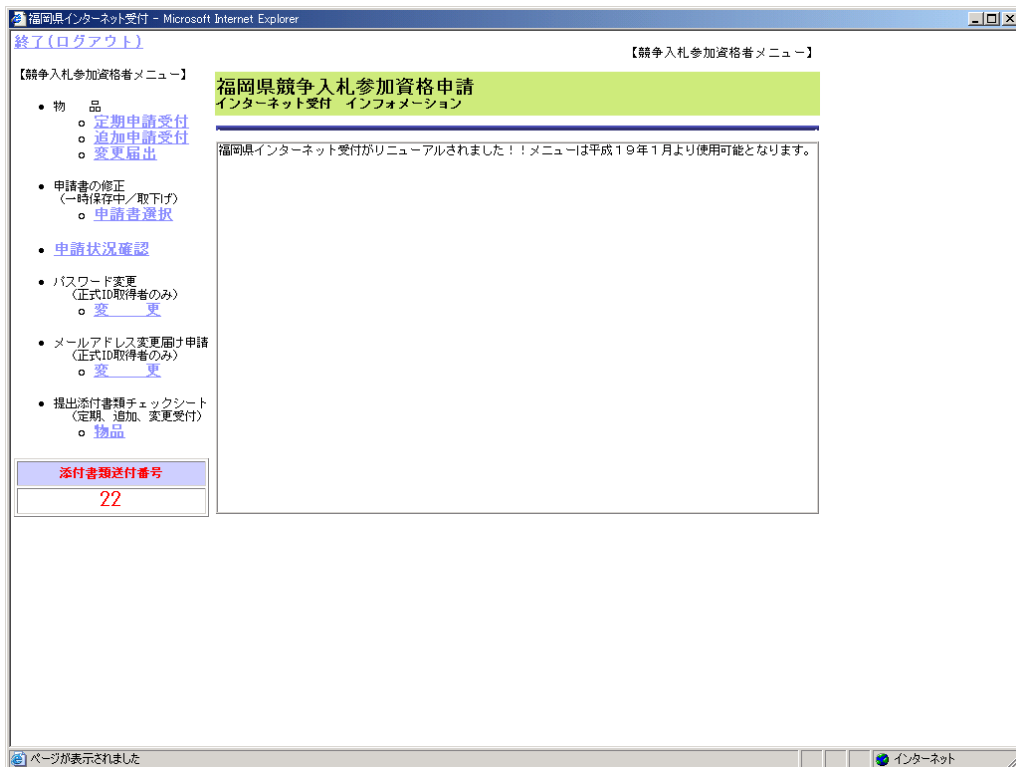 福岡県インターネット受付 - Microsoft Internet Explorer
終了(ログアウト)
【競争入札参加資格者メニュー】
【競争入札参加資格者メニュー】
物　品
定期申請受付
追加申請受付
変更届出
申請書の修正
（一時保存中／取下げ）
申請書選択
申請状況確認
パスワード変更
（正式ID取得者のみ）
変　　更
メールアドレス変更届け申請
（正式ID取得者のみ）
変　　更
提出添付書類チェックシート
（定期、追加、変更受付）
物品
添付書類送付番号
22
福岡県競争入札参加資格申請
インターネット受付　インフォメーション
福岡県インターネット受付がリニューアルされました！！メニューは平成１９年１月より使用可能となります。
ページが表示されました
インターネット